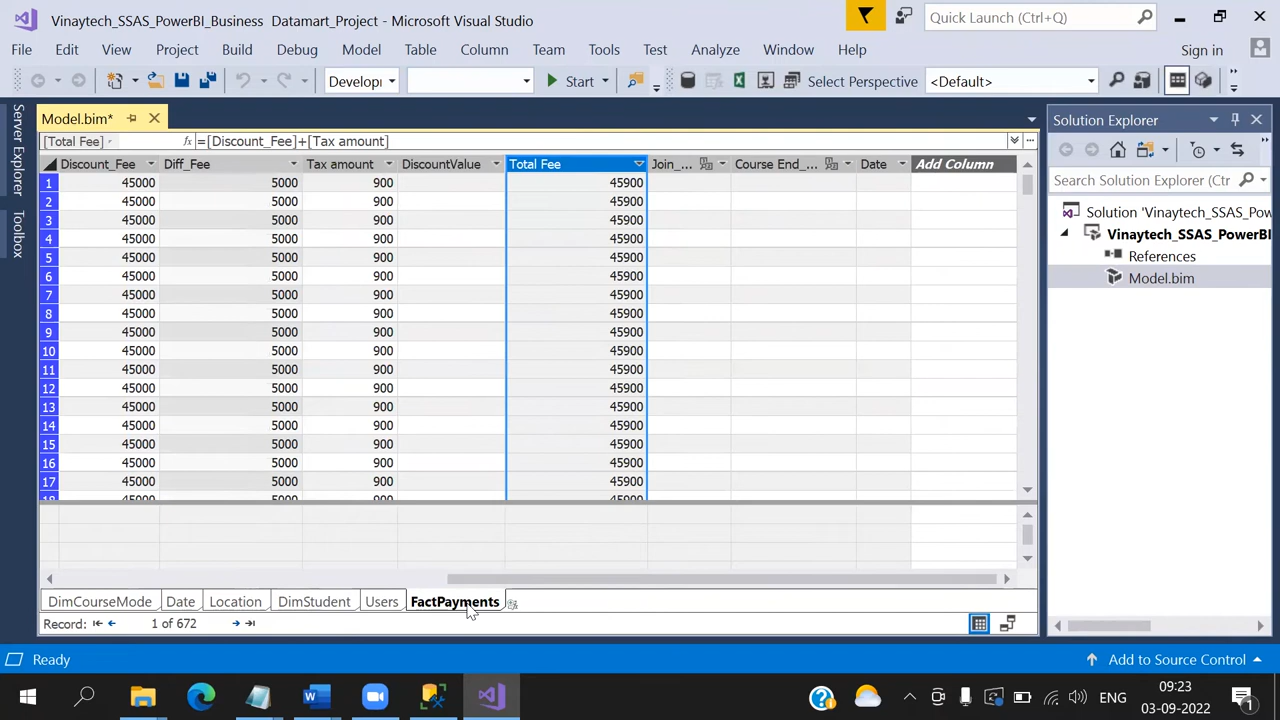 Vinaytech_SSAS_PowerBI_Business Datamart_Project - Microsoft Visual Studio
Quick Launch (Ctrl+Q)
File Edit View Project Build Debug Model Table Column Team Tools Test Analyze Window Help Sign in
Developi Start Select Perspective <Default>
Server Explorer
Toolbox
Model.bim*
[Total Fee] fx =[Discount_Fee]+[Tax amount]
Discount_Fee Diff_Fee Tax amount DiscountValue Total Fee Join_... Course End_... Date Add Column
1 45000 5000 900 45900
2 45000 5000 900 45900
3 45000 5000 900 45900
4 45000 5000 900 45900
5 45000 5000 900 45900
6 45000 5000 900 45900
7 45000 5000 900 45900
8 45000 5000 900 45900
9 45000 5000 900 45900
10 45000 5000 900 45900
11 45000 5000 900 45900
12 45000 5000 900 45900
13 45000 5000 900 45900
14 45000 5000 900 45900
15 45000 5000 900 45900
16 45000 5000 900 45900
17 45000 5000 900 45900
18 45000 5000 900 45900
DimCourseMode Date Location DimStudent Users FactPayments
Record: 1 of 672
Solution Explorer
Search Solution Explorer (Ctr
Solution 'Vinaytech_SSAS_Pow
Vinaytech_SSAS_PowerBI
References
Model.bim
Ready
Add to Source Control
ENG
09:23
03-09-2022
1